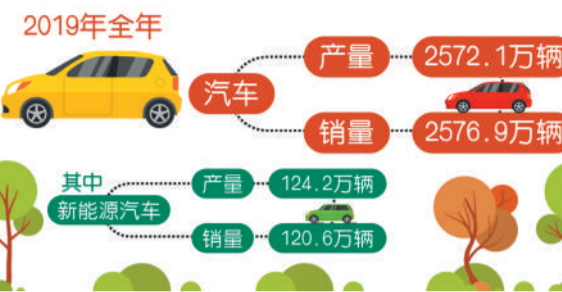 2019年全年
产量
2572.1万辆
汽车
销量
2576.9万辆
其中
新能源汽车
产量
124.2万辆
销量
120.6万辆